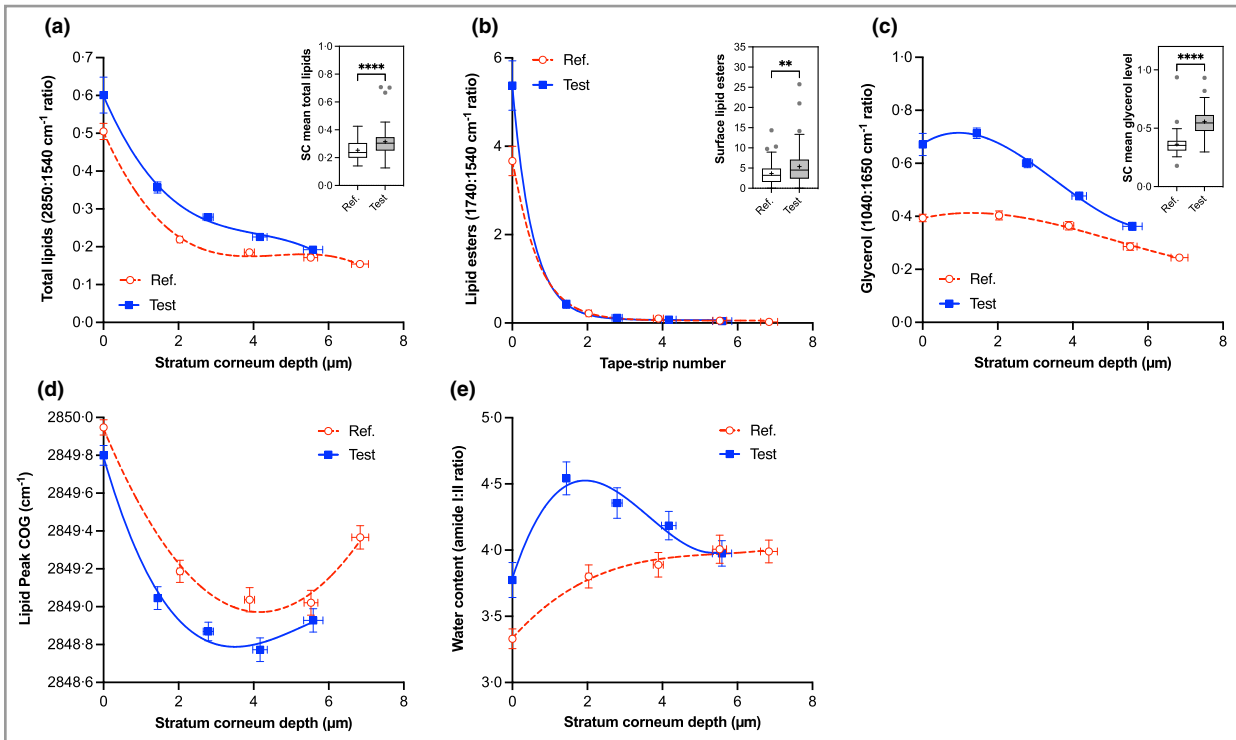 (a)
Total lipids (2850:1540 cm⁻¹ ratio)
0·7
0·6
0·5
0·4
0·3
0·2
0·1
0·0
0 2 4 6 8
Stratum corneum depth (µm)
Ref.
Test
SC mean total lipids
1·0
0·8
0·6
0·4
0·2
0·0
****
Ref. Test
(b)
Lipid esters (1740:1540 cm⁻¹ ratio)
6
4
2
0
0 2 4 6 8
Tape-strip number
Ref.
Test
Surface lipid esters
35
30
25
20
15
10
5
0
**
Ref. Test
(c)
Glycerol (1040:1650 cm⁻¹ ratio)
1·0
0·8
0·6
0·4
0·2
0·0
0 2 4 6 8
Stratum corneum depth (µm)
Ref.
Test
SC mean glycerol level
1·0
0·5
0·0
****
Ref. Test
(d)
Lipid Peak COG (cm⁻¹)
2850·0
2849·8
2849·6
2849·4
2849·2
2849·0
2848·8
2848·6
0 2 4 6 8
Stratum corneum depth (µm)
Ref.
Test
(e)
Water content (amide I:II ratio)
5·0
4·5
4·0
3·5
3·0
0 2 4 6 8
Stratum corneum depth (µm)
Ref.
Test